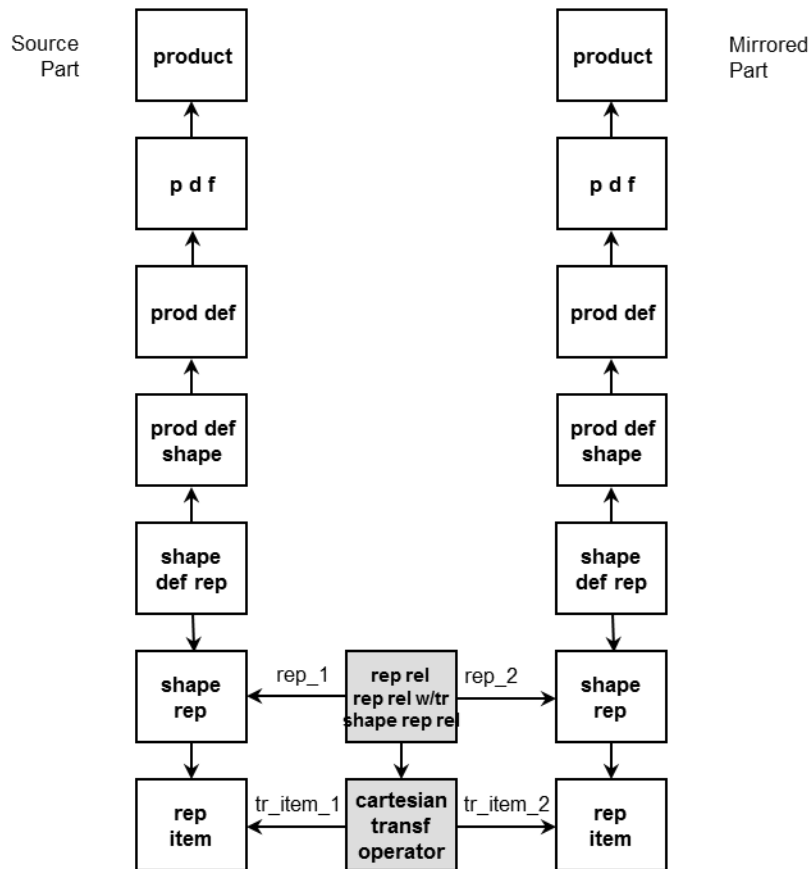 Source
Part
product
product
Mirrored
Part
p d f
p d f
prod def
prod def
prod def
shape
prod def
shape
shape
def rep
shape
def rep
shape
rep
rep_1
rep rel
rep rel w/tr
shape rep rel
rep_2
shape
rep
rep
item
tr_item_1
cartesian
transf
operator
tr_item_2
rep
item